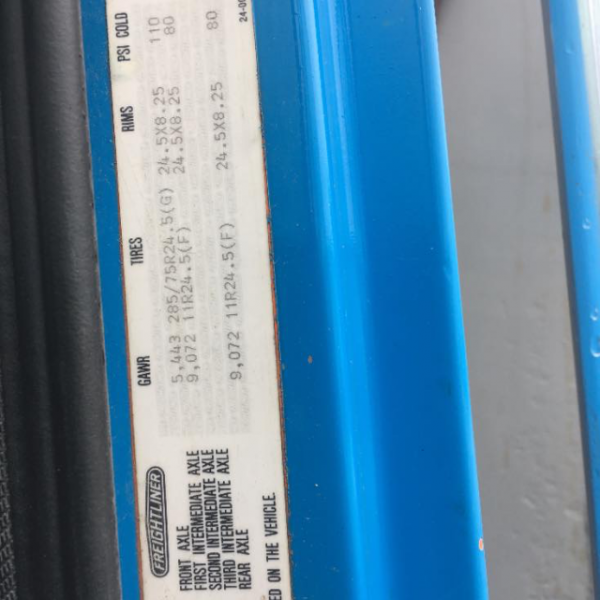 FREIGHTLINER GAWR TIRES RIMS PSI COLD
FRONT AXLE 5,443 285/75R24.5(G) 24.5X8.25 110
FIRST INTERMEDIATE AXLE 9,072 11R24.5(F) 24.5X8.25 80
SECOND INTERMEDIATE AXLE
THIRD INTERMEDIATE AXLE
REAR AXLE 9,072 11R24.5(F) 24.5X8.25 80
ED ON THE VEHICLE.